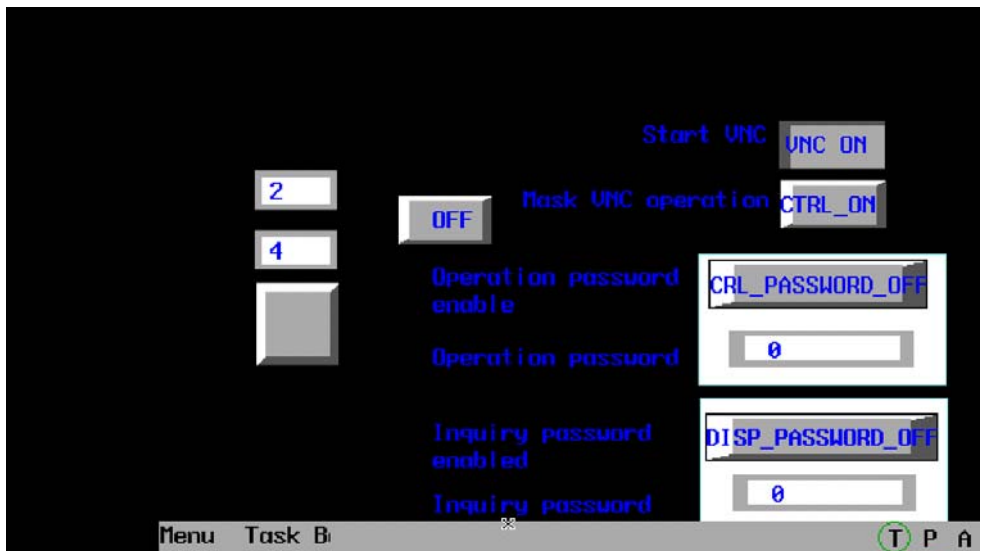 Start VNC
VNC ON
2
OFF
Mask VNC operation
CTRL_ON
4
Operation password
enable
CRL_PASSWORD_OFF
Operation password
0
Inquiry password
enabled
DISP_PASSWORD_OFF
Inquiry password
0
Menu Task
T P A